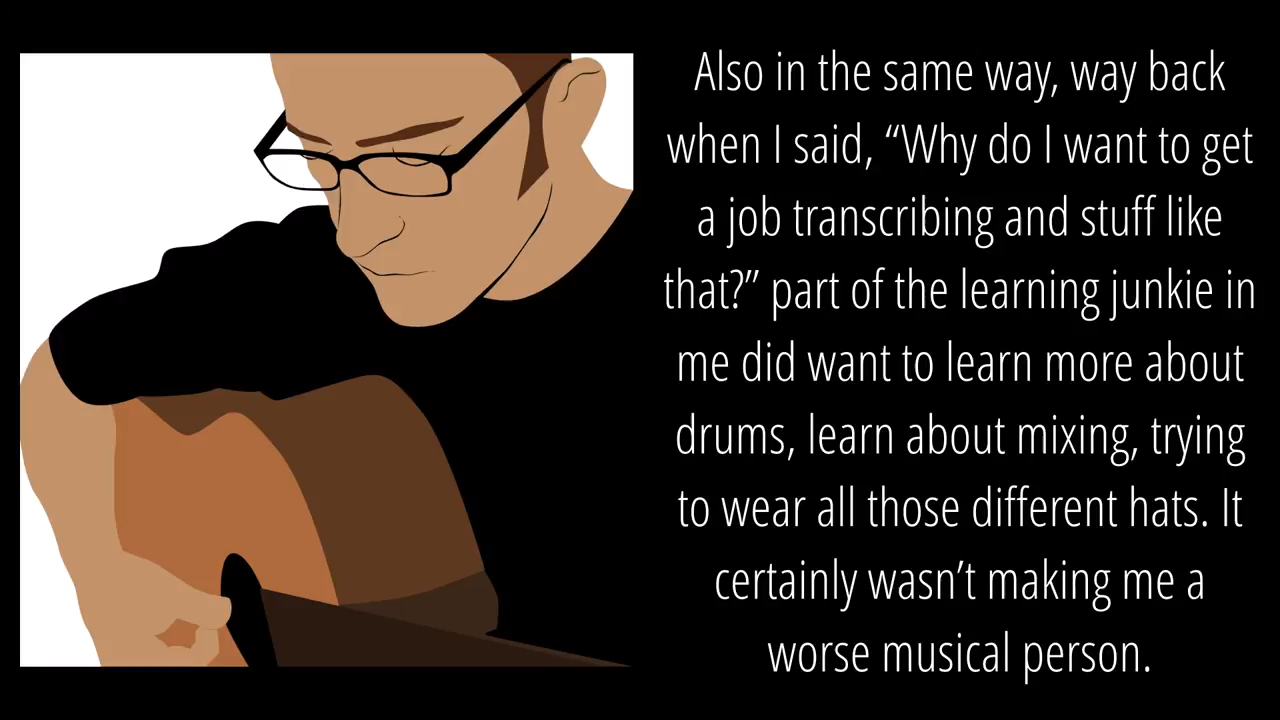 Also in the same way, way back
when I said, “Why do I want to get
a job transcribing and stuff like
that?” part of the learning junkie in
me did want to learn more about
drums, learn about mixing, trying
to wear all those different hats. It
certainly wasn’t making me a
worse musical person.